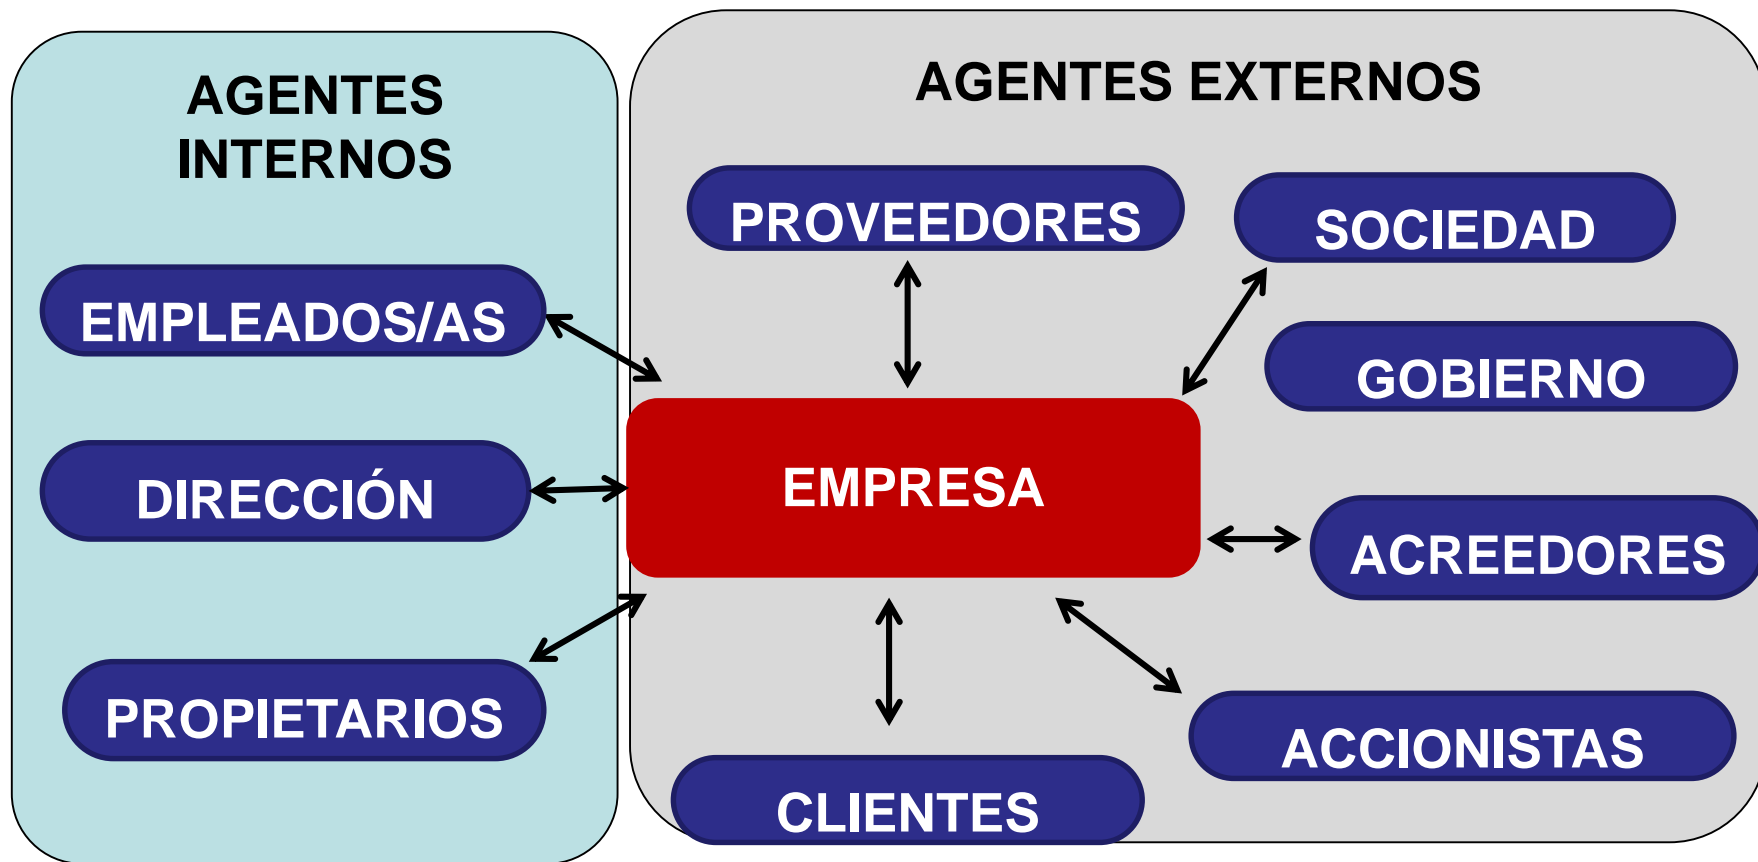 AGENTES
INTERNOS
EMPLEADOS/AS
DIRECCIÓN
PROPIETARIOS
AGENTES EXTERNOS
PROVEEDORES
SOCIEDAD
GOBIERNO
EMPRESA
ACREEDORES
ACCIONISTAS
CLIENTES